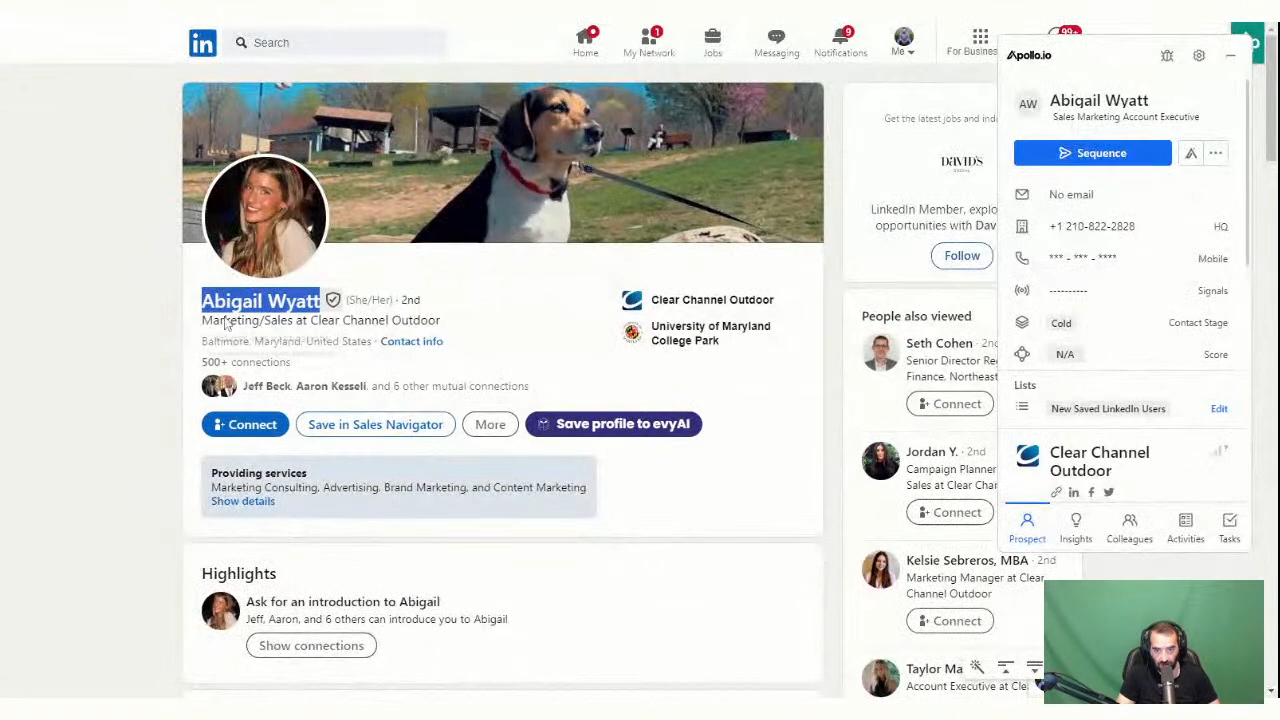 in
Search
Home
1
My Network
Jobs
Messaging
9
Notifications
Me
For Busines
99+
Abigail Wyatt
(She/Her) · 2nd
Marketing/Sales at Clear Channel Outdoor
Baltimore, Maryland, United States · Contact info
500+ connections
Jeff Beck, Aaron Kesseli, and 6 other mutual connections
Connect
Save in Sales Navigator
More
Save profile to evyAI
Clear Channel Outdoor
University of Maryland
College Park
Providing services
Marketing Consulting, Advertising, Brand Marketing, and Content Marketing
Show details
Highlights
Ask for an introduction to Abigail
Jeff, Aaron, and 6 others can introduce you to Abigail
Show connections
Get the latest jobs and ind
DAVID'S
LinkedIn Member, explo
opportunities with Dav
Follow
People also viewed
Seth Cohen · 2nd
Senior Director Re
Finance, Northeast
Connect
Jordan Y. · 2nd
Campaign Planner
Sales at Clear Chan
Connect
Kelsie Sebreros, MBA · 2nd
Marketing Manager at Clear
Channel Outdoor
Connect
Taylor Ma
Account Executive at Cle
Apollo.io
AW
Abigail Wyatt
Sales Marketing Account Executive
Sequence
No email
+1 210-822-2828
HQ
*** - *** - ****
Mobile
----------
Signals
Cold
Contact Stage
N/A
Score
Lists
New Saved LinkedIn Users
Edit
Clear Channel
Outdoor
Prospect
Insights
Colleagues
Activities
Tasks